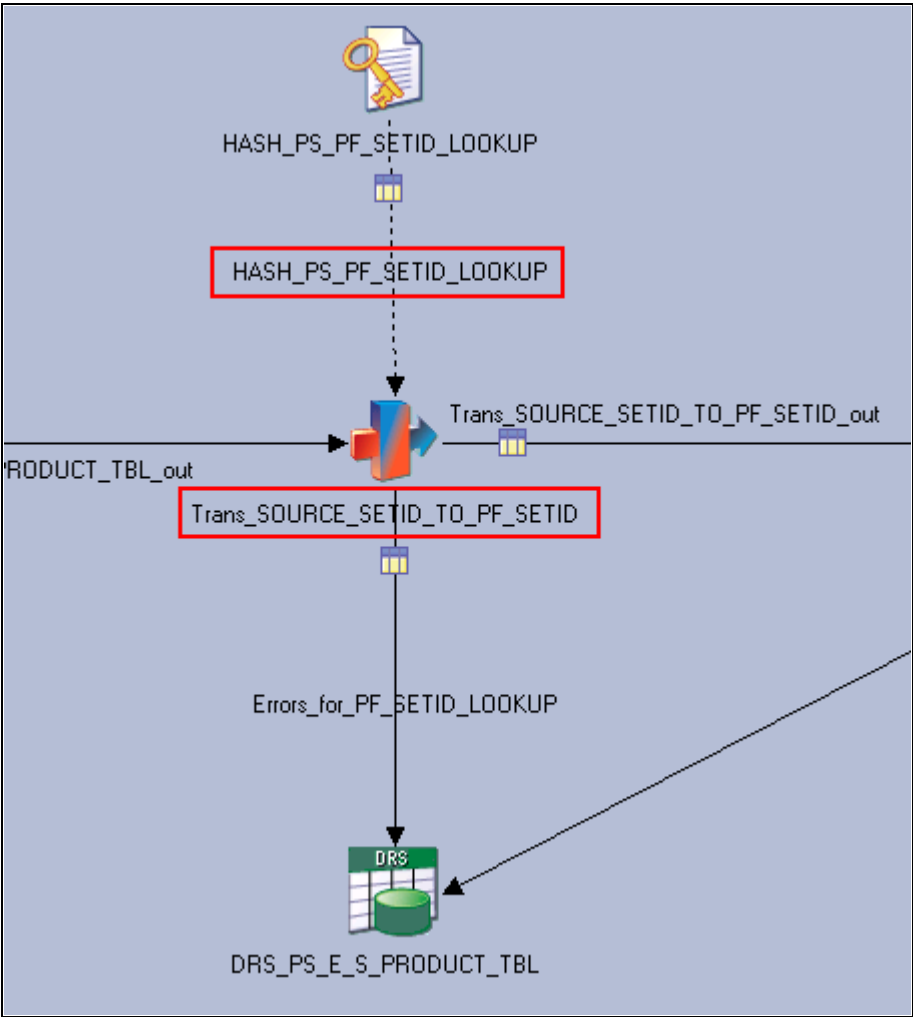 HASH_PS_PF_SETID_LOOKUP
HASH_PS_PF_SETID_LOOKUP
Trans_SOURCE_SETID_TO_PF_SETID_out
RODUCT_TBL_out
Trans_SOURCE_SETID_TO_PF_SETID
Errors_for_PF_SETID_LOOKUP
DRS
DRS_PS_E_S_PRODUCT_TBL